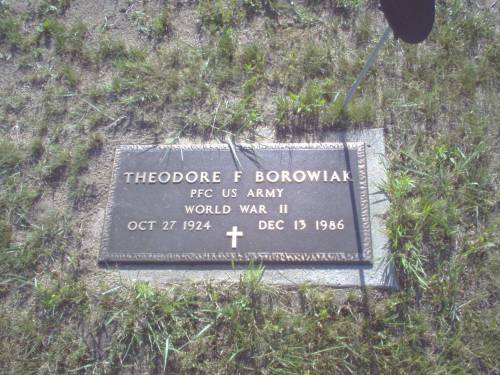 THEODORE F BOROWIAK
PFC US ARMY
WORLD WAR II
OCT 27 1924 DEC 13 1986